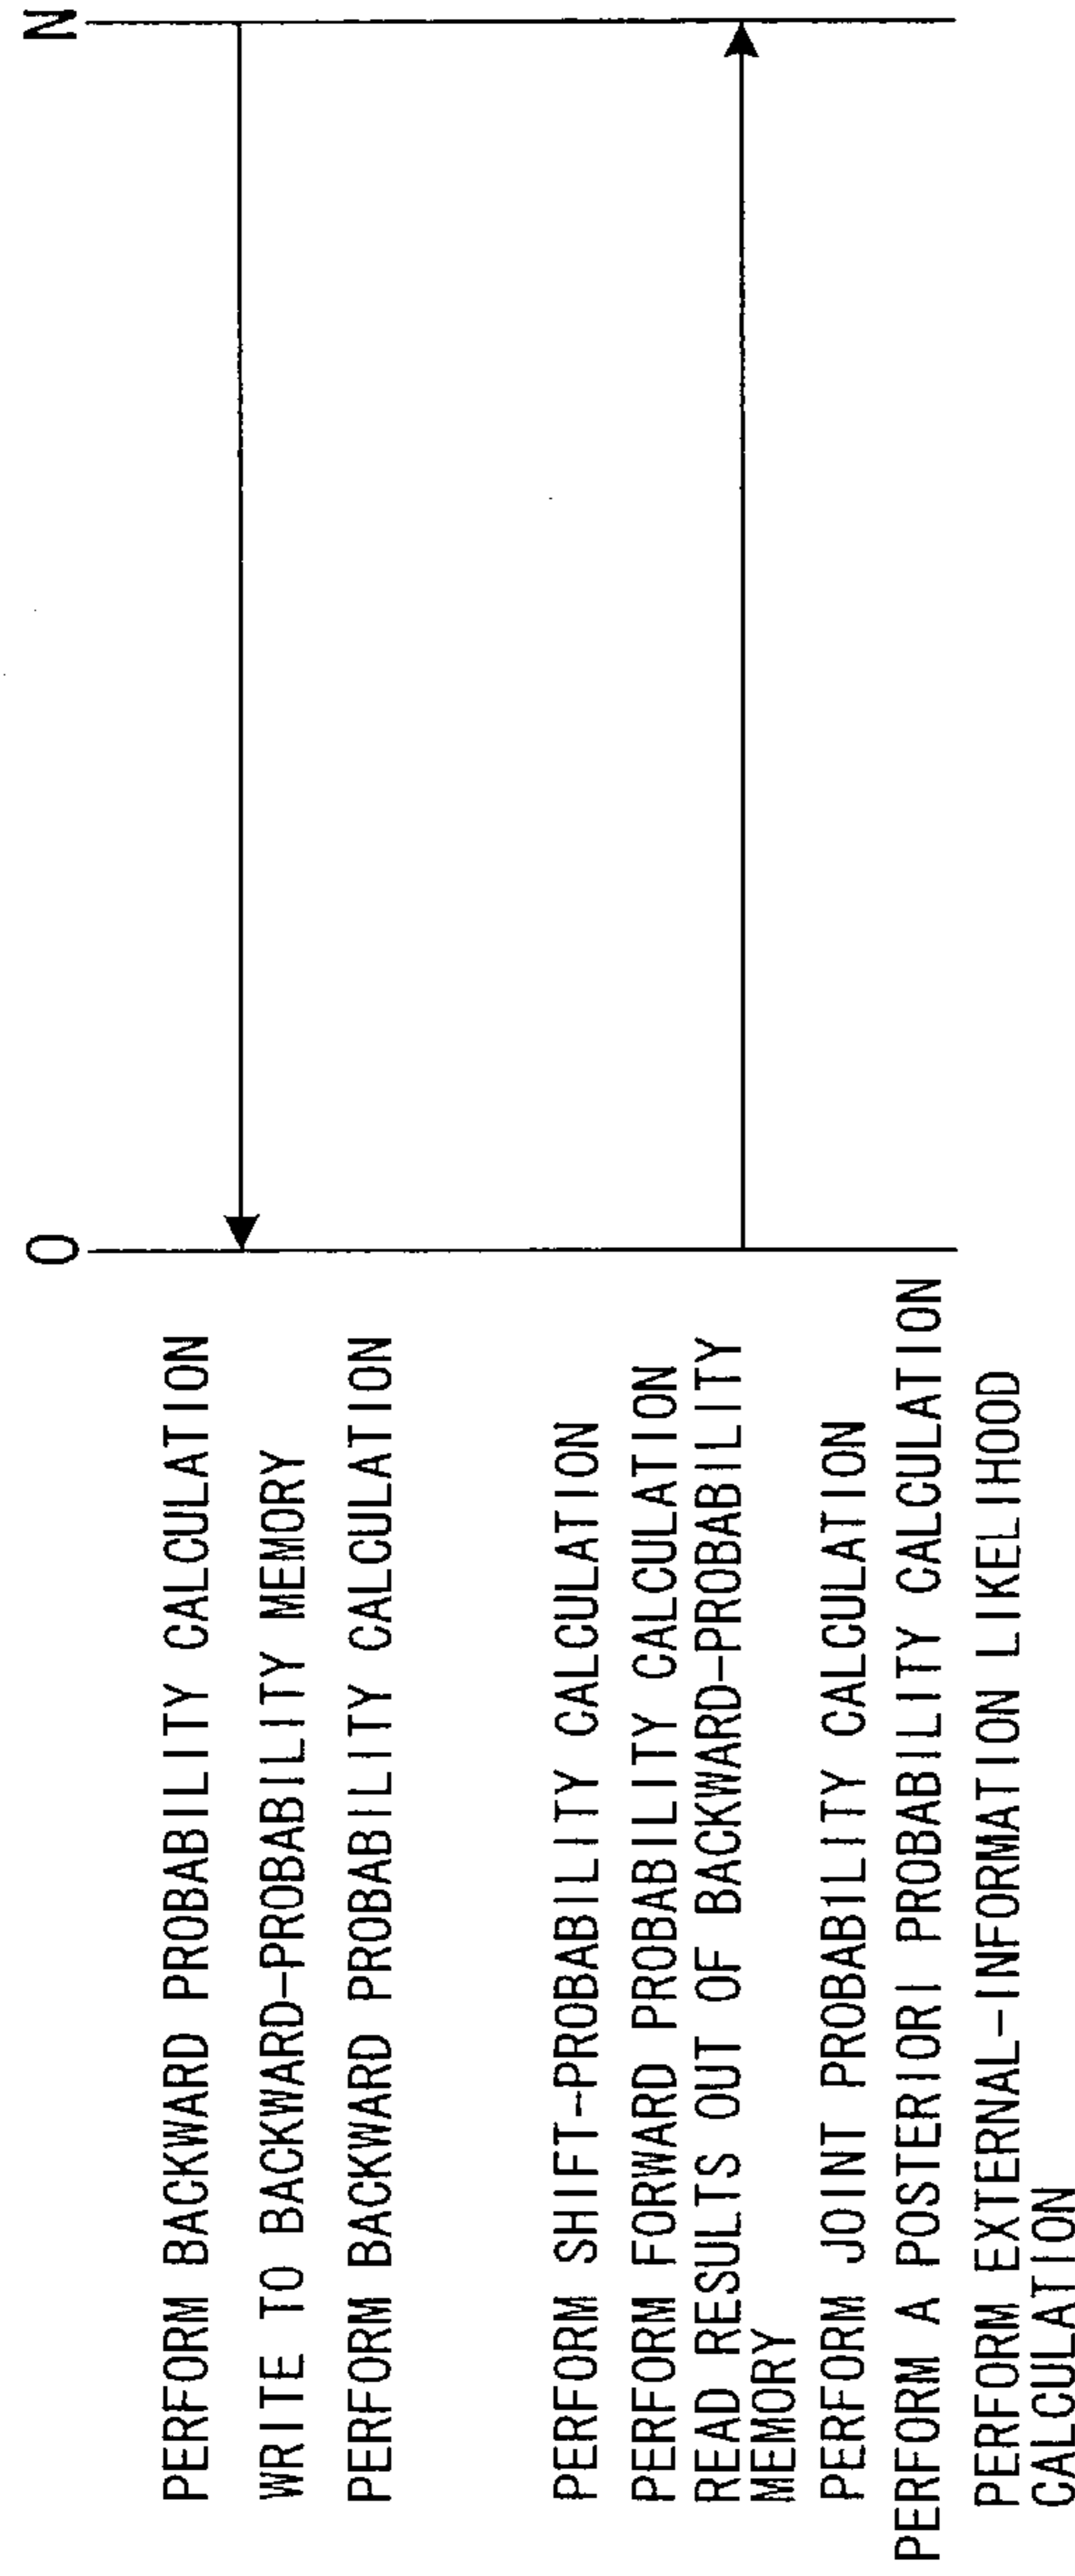 O N
PERFORM BACKWARD PROBABILITY CALCULATION
WRITE TO BACKWARD-PROBABILITY MEMORY
PERFORM BACKWARD PROBABILITY CALCULATION
PERFORM SHIFT-PROBABILITY CALCULATION
PERFORM FORWARD PROBABILITY CALCULATION
READ RESULTS OUT OF BACKWARD-PROBABILITY
MEMORY
PERFORM JOINT PROBABILITY CALCULATION
PERFORM A POSTERIORI PROBABILITY CALCULATION
PERFORM EXTERNAL-INFORMATION LIKELIHOOD
CALCULATION